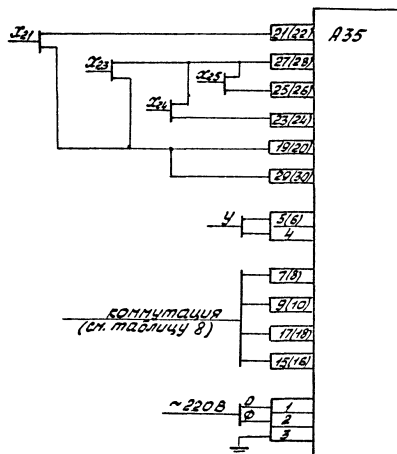 X21
21(22)
A35
X23
27(28)
X25
25(26)
X24
23(24)
19(20)
29(30)
У
5(6)
4
7(8)
9(10)
коммутация
(см. таблицу 8)
17(18)
15(16)
~220 В
0
1
Ф
2
3